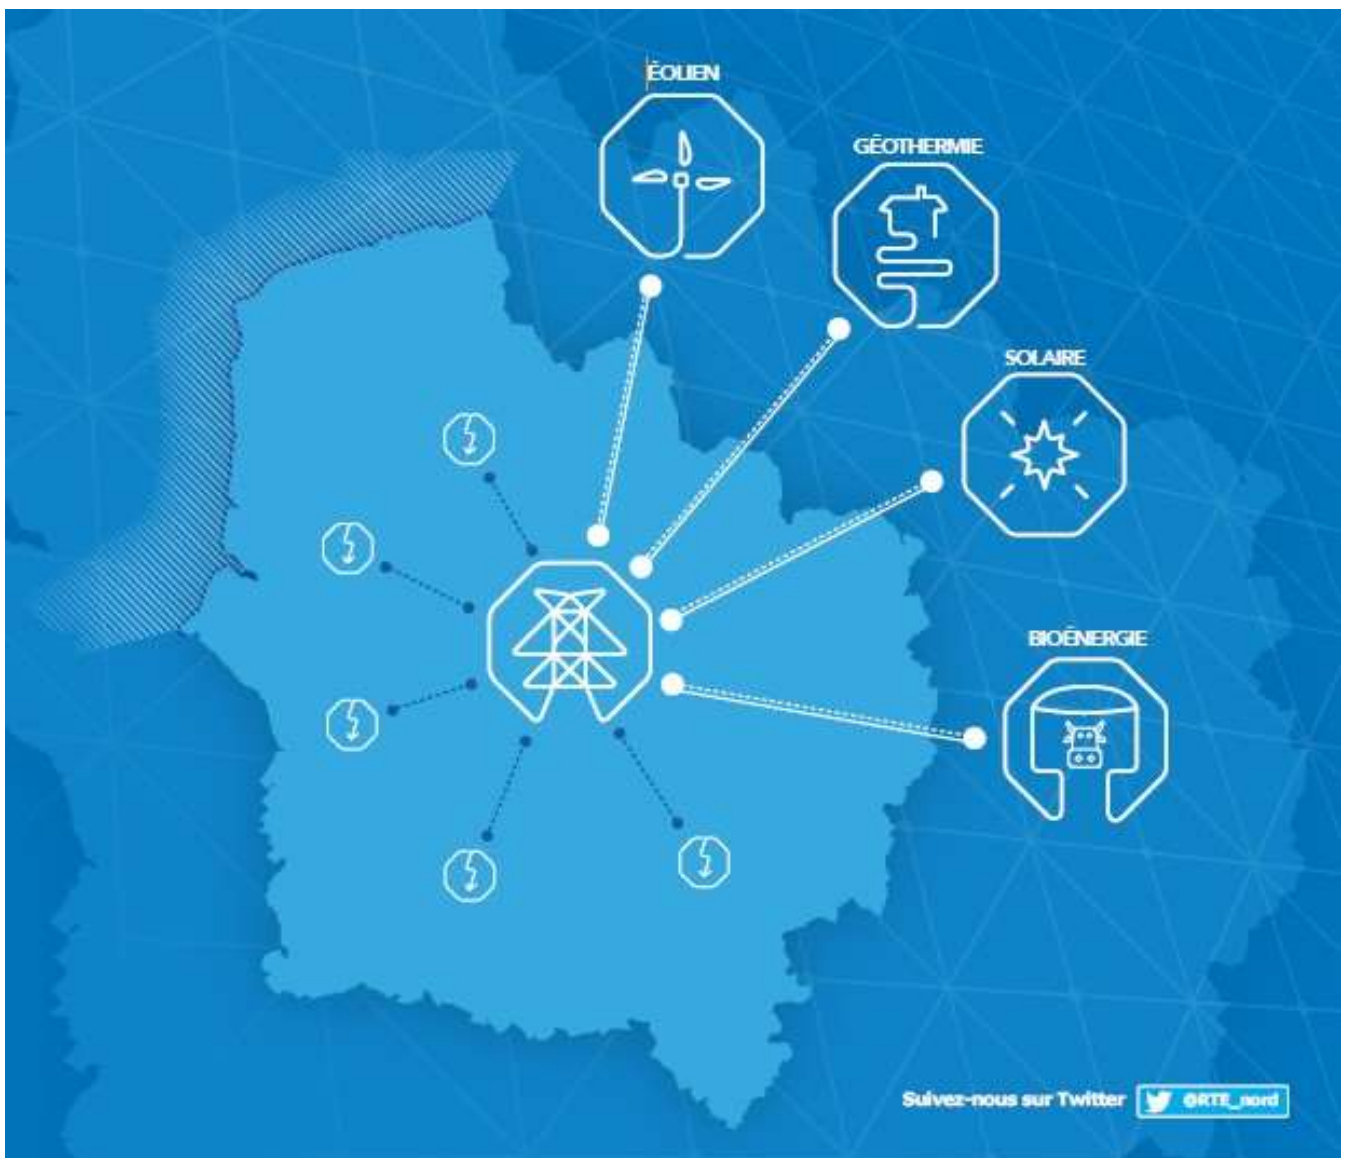 ÉOLIEN
GÉOTHERMIE
SOLAIRE
BIOÉNERGIE
Suivez-nous sur Twitter @RTE_nord